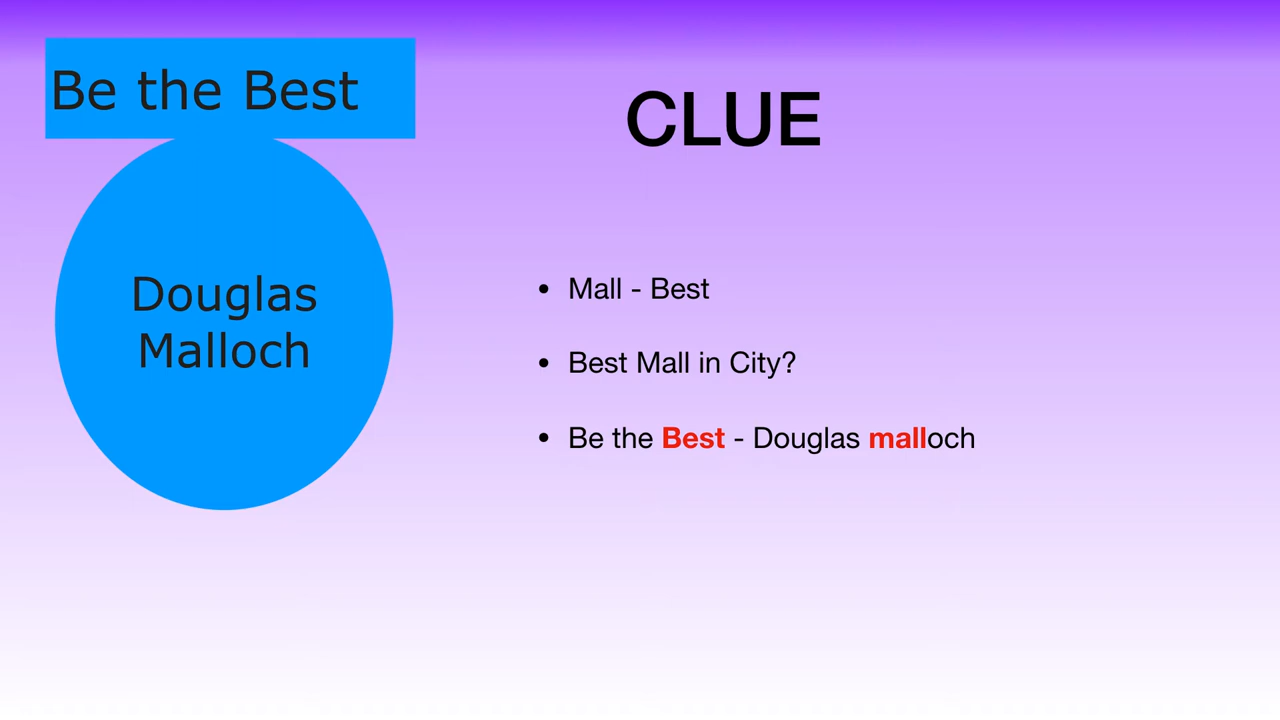 Be the Best
Douglas
Malloch
CLUE
• Mall - Best
• Best Mall in City?
• Be the Best - Douglas malloch